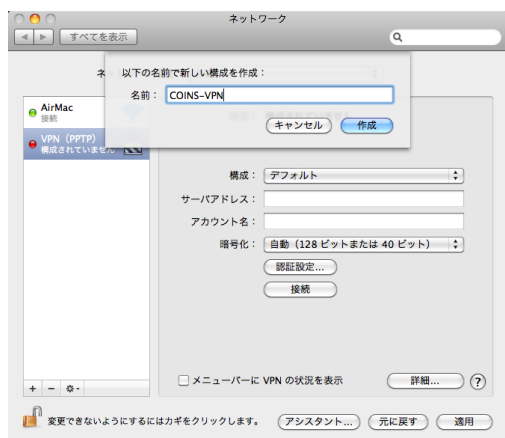 ネットワーク
すべてを表示
ネ
以下の名前で新しい構成を作成：
名前： COINS-VPN
キャンセル 作成
AirMac
接続
VPN（PPTP）
構成されていません
構成： デフォルト
サーバアドレス：
アカウント名：
暗号化： 自動（128 ビットまたは 40 ビット）
認証設定...
接続
メニューバーに VPN の状況を表示 詳細... ?
+ −
変更できないようにするにはカギをクリックします。 アシスタント... 元に戻す 適用